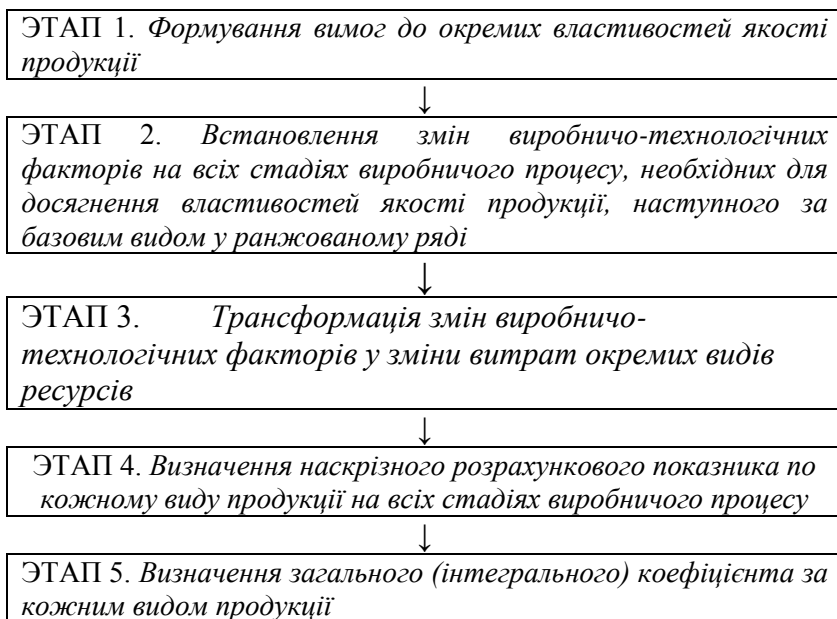 ЭТАП 1. Формування вимог до окремих властивостей якості
продукції
↓
ЭТАП 2. Встановлення змін виробничо-технологічних
факторів на всіх стадіях виробничого процесу, необхідних для
досягнення властивостей якості продукції, наступного за
базовим видом у ранжованому ряді
↓
ЭТАП 3. Трансформація змін виробничо-
технологічних факторів у зміни витрат окремих видів
ресурсів
↓
ЭТАП 4. Визначення наскрізного розрахункового показника по
кожному виду продукції на всіх стадіях виробничого процесу
↓
ЭТАП 5. Визначення загального (інтегрального) коефіцієнта за
кожним видом продукції